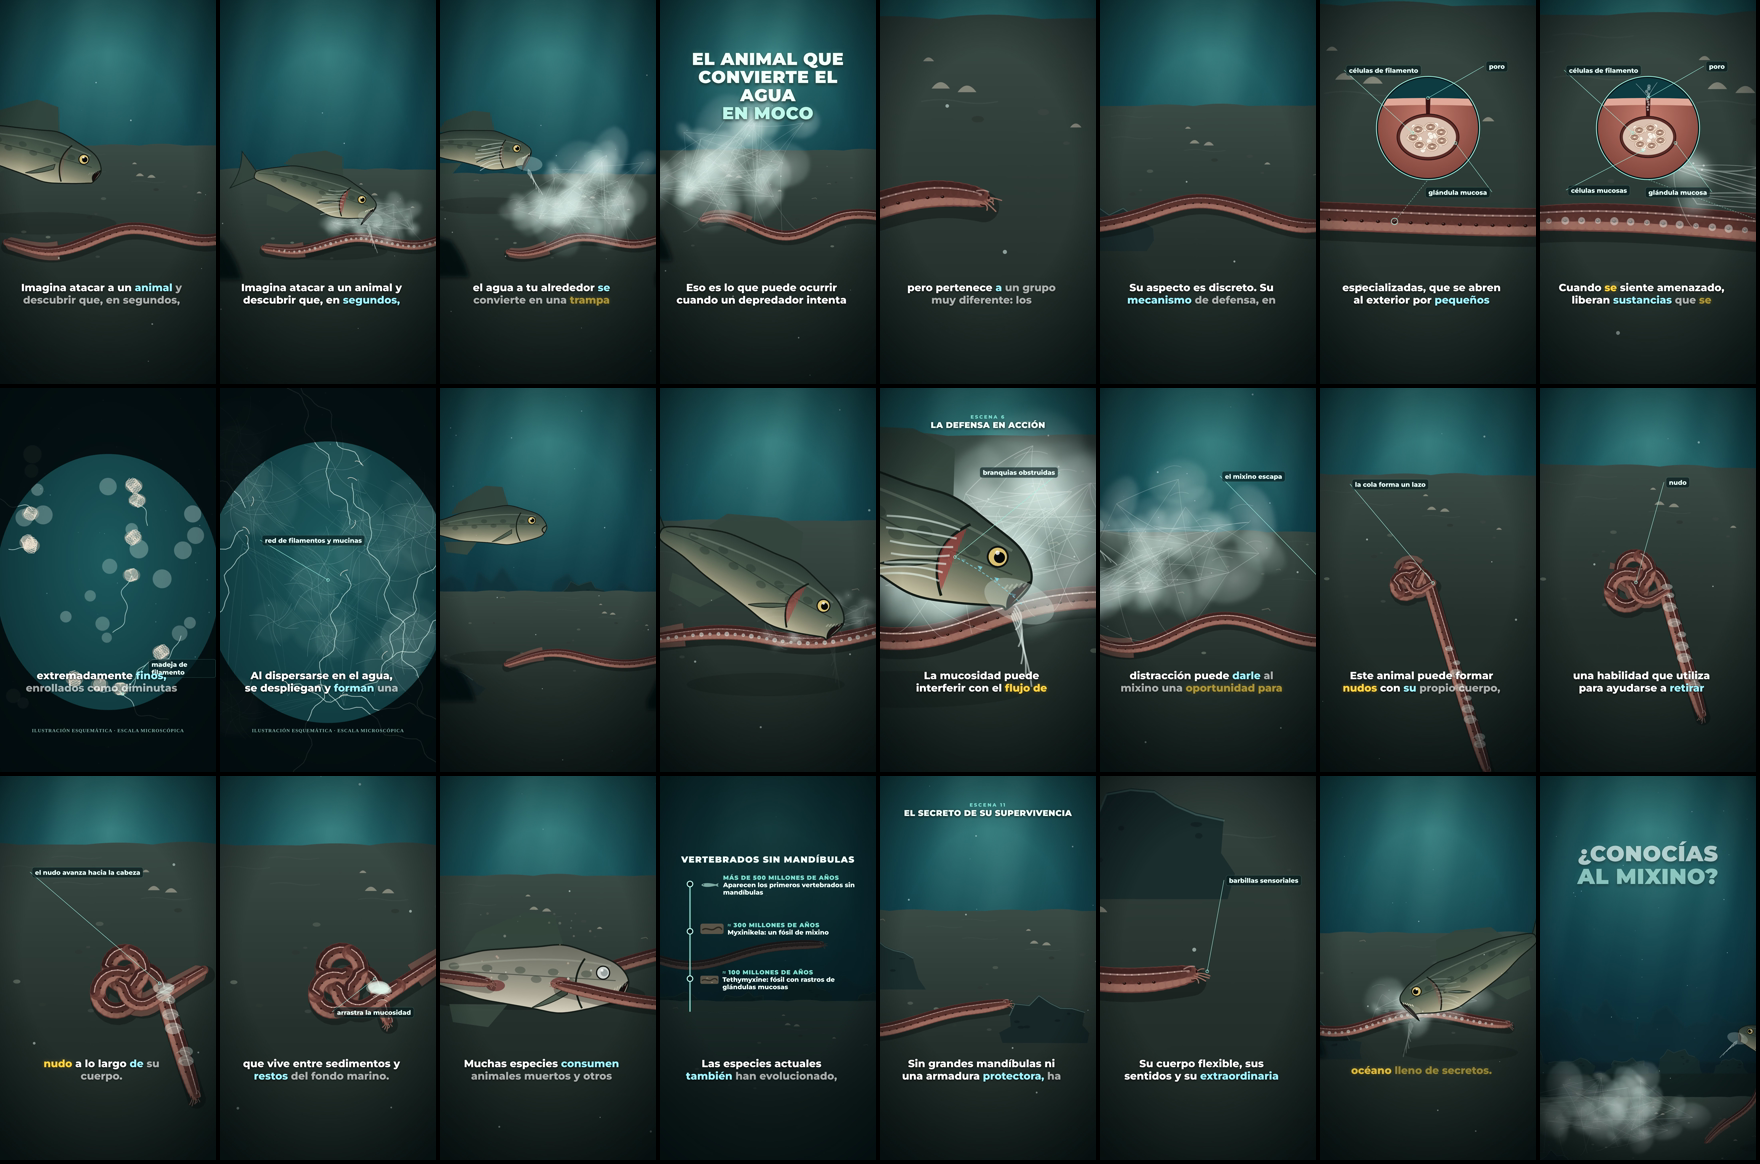 Imagina atacar a un animal y
descubrir que, en segundos,
Imagina atacar a un animal y
descubrir que, en segundos,
el agua a tu alrededor se
convierte en una trampa
EL ANIMAL QUE
CONVIERTE EL
AGUA
EN MOCO
Eso es lo que puede ocurrir
cuando un depredador intenta
pero pertenece a un grupo
muy diferente: los
Su aspecto es discreto. Su
mecanismo de defensa, en
células de filamento
poro
glándula mucosa
especializadas, que se abren
al exterior por pequeños
células de filamento
poro
células mucosas
glándula mucosa
Cuando se siente amenazado,
liberan sustancias que se
madeja de
filamento
extremadamente finos,
enrollados como diminutas
ILUSTRACIÓN ESQUEMÁTICA · ESCALA MICROSCÓPICA
red de filamentos y mucinas
Al dispersarse en el agua,
se despliegan y forman una
ILUSTRACIÓN ESQUEMÁTICA · ESCALA MICROSCÓPICA
ESCENA 6
LA DEFENSA EN ACCIÓN
branquias obstruidas
La mucosidad puede
interferir con el flujo de
el mixino escapa
distracción puede darle al
mixino una oportunidad para
la cola forma un lazo
Este animal puede formar
nudos con su propio cuerpo,
nudo
una habilidad que utiliza
para ayudarse a retirar
el nudo avanza hacia la cabeza
nudo a lo largo de su
cuerpo.
arrastra la mucosidad
que vive entre sedimentos y
restos del fondo marino.
Muchas especies consumen
animales muertos y otros
VERTEBRADOS SIN MANDÍBULAS
MÁS DE 500 MILLONES DE AÑOS
Aparecen los primeros vertebrados sin
mandíbulas
≈ 300 MILLONES DE AÑOS
Myxinikela: un fósil de mixino
≈ 100 MILLONES DE AÑOS
Tethymyxine: fósil con rastros de
glándulas mucosas
Las especies actuales
también han evolucionado,
ESCENA 11
EL SECRETO DE SU SUPERVIVENCIA
Sin grandes mandíbulas ni
una armadura protectora, ha
barbillas sensoriales
Su cuerpo flexible, sus
sentidos y su extraordinaria
océano lleno de secretos.
¿CONOCÍAS
AL MIXINO?